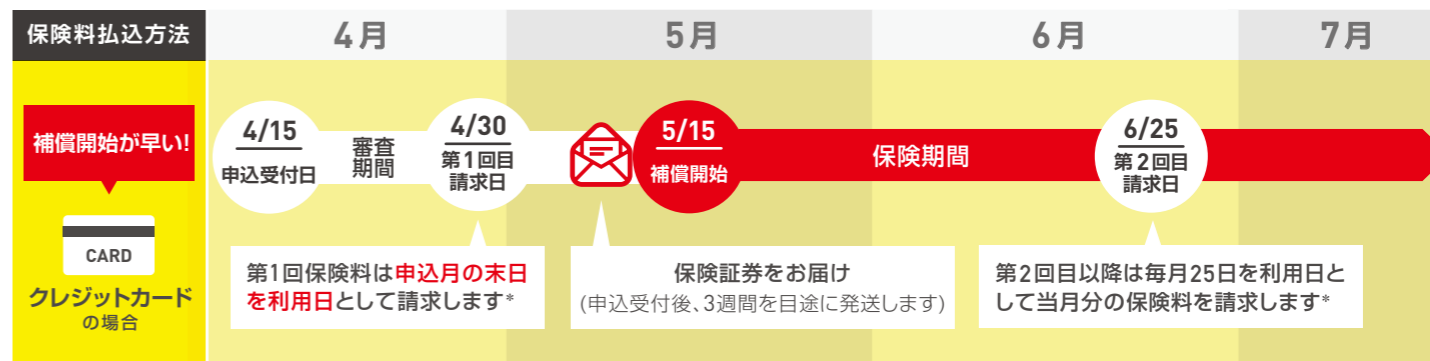 保険料払込方法
4月
5月
6月
7月
補償開始が早い!
CARD
クレジットカード
の場合
4/15
申込受付日
審査
期間
4/30
第1回目
請求日
5/15
補償開始
保険期間
6/25
第2回目
請求日
第1回保険料は申込月の末日
を利用日として請求します*
保険証券をお届け
(申込受付後、3週間を目途に発送します)
第2回目以降は毎月25日を利用日と
して当月分の保険料を請求します*